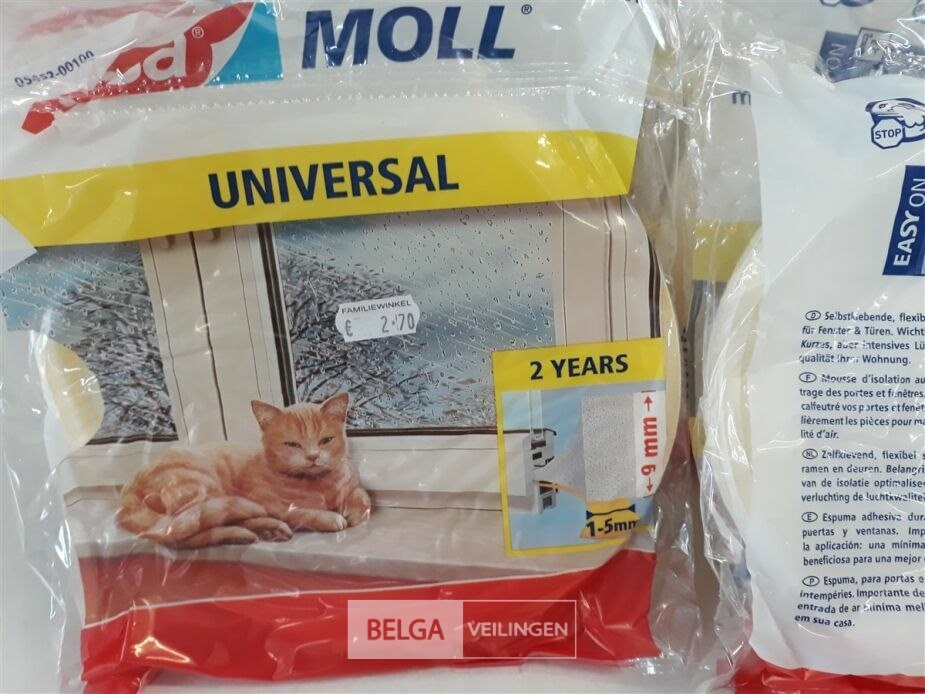 MOLL®
05452-00100
UNIVERSAL
FAMILIEWINKEL
€ 2.70
2 YEARS
9 mm
1-5mm
BELGA VEILINGEN
STOP
EASY ON
D Selbstklebende, flexib
für Fenster & Türen. Wicht
Kurzes, aber intensives Lü
qualität Ihrer Wohnung.
F Mousse d'isolation au
trage des portes et fenêtres.
calfeutré vos portes et fenêt
lièrement les pièces pour ma
lité d'air.
NL Zelfklevend, flexibel s
ramen en deuren. Belangri
van de isolatie optimalise
verluchting de luchtkwalitei
E Espuma adhesiva dur
puertas y ventanas. Imp
la aplicación: una mínima
beneficiosa para una mejor
P Espuma, para portas e
intempéries. Importante de
entrada de ar mínima mel
em sua casa.